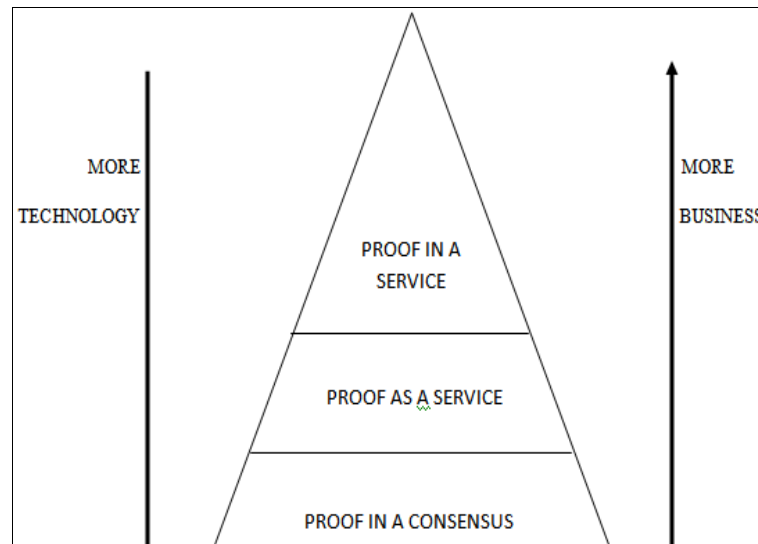 MORE
TECHNOLOGY
MORE
BUSINESS
PROOF IN A
SERVICE
PROOF AS A SERVICE
PROOF IN A CONSENSUS